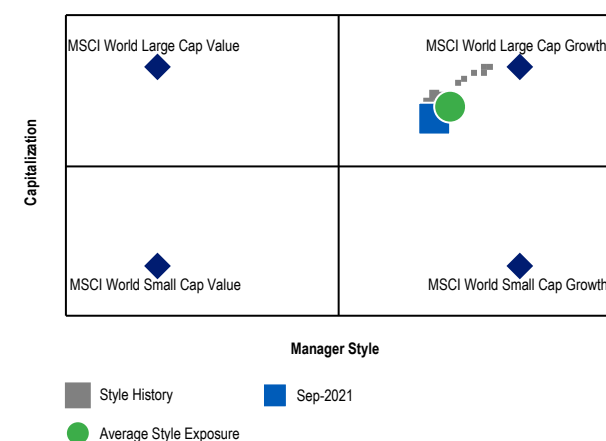 MSCI World Large Cap Value MSCI World Large Cap Growth
Capitalization
MSCI World Small Cap Value MSCI World Small Cap Growth
Manager Style
Style History Sep-2021
Average Style Exposure